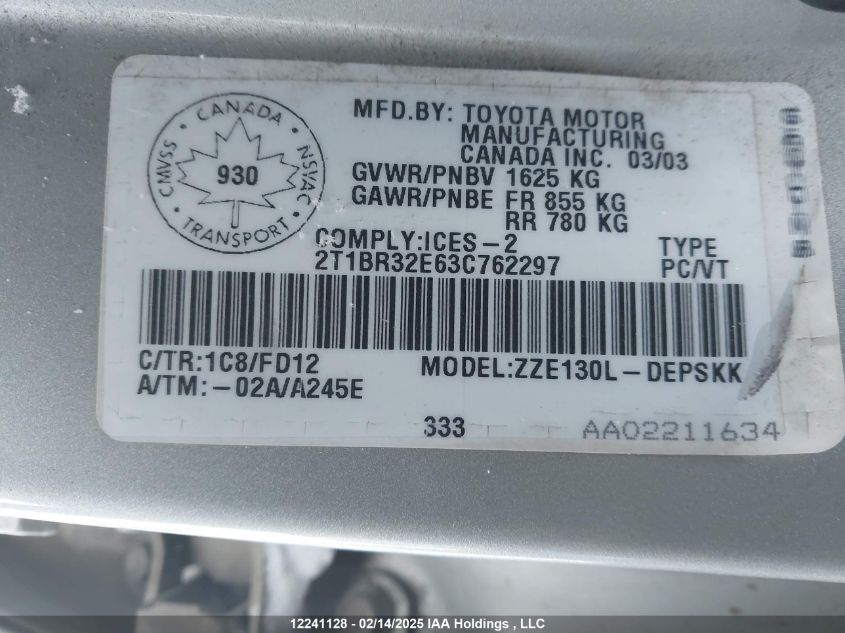 CANADA
CMVSS
NSVAC
930
TRANSPORT
MFD.BY: TOYOTA MOTOR
MANUFACTURING
CANADA INC. 03/03
GVWR/PNBV 1625 KG
GAWR/PNBE FR 855 KG
RR 780 KG
COMPLY:ICES-2
2T1BR32E63C762297
TYPE
PC/VT
C/TR:1C8/FD12
MODEL:ZZE130L-DEPSKK
A/TM:-02A/A245E
333
AA02211634
12241128 - 02/14/2025 IAA Holdings , LLC